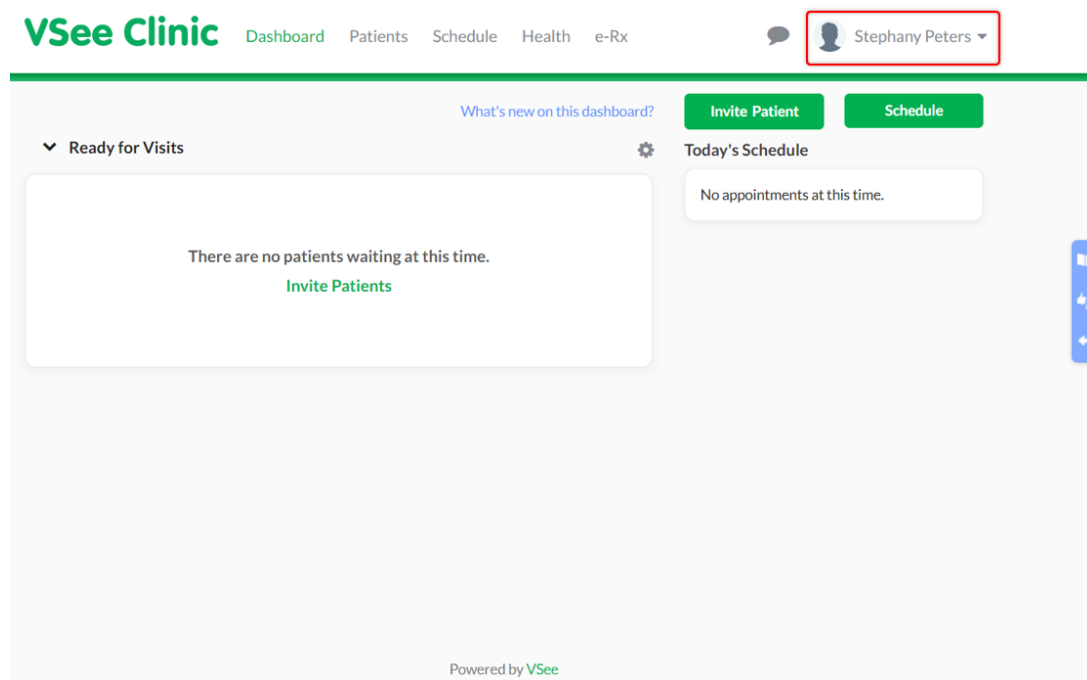 VSee Clinic Dashboard Patients Schedule Health e-Rx Stephany Peters
What's new on this dashboard? Invite Patient Schedule
Ready for Visits
Today's Schedule
No appointments at this time.
There are no patients waiting at this time.
Invite Patients
Powered by VSee